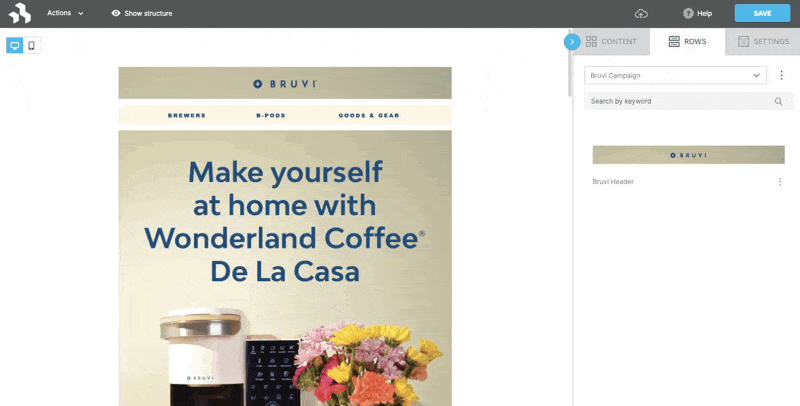 Actions
Show structure
Help
SAVE
CONTENT
ROWS
SETTINGS
Bruvi Campaign
Search by keyword
BRUVI
Bruvi Header
BRUVI
BREWERS
B-PODS
GOODS & GEAR
Make yourself
at home with
Wonderland Coffee®
De La Casa
BRUVI